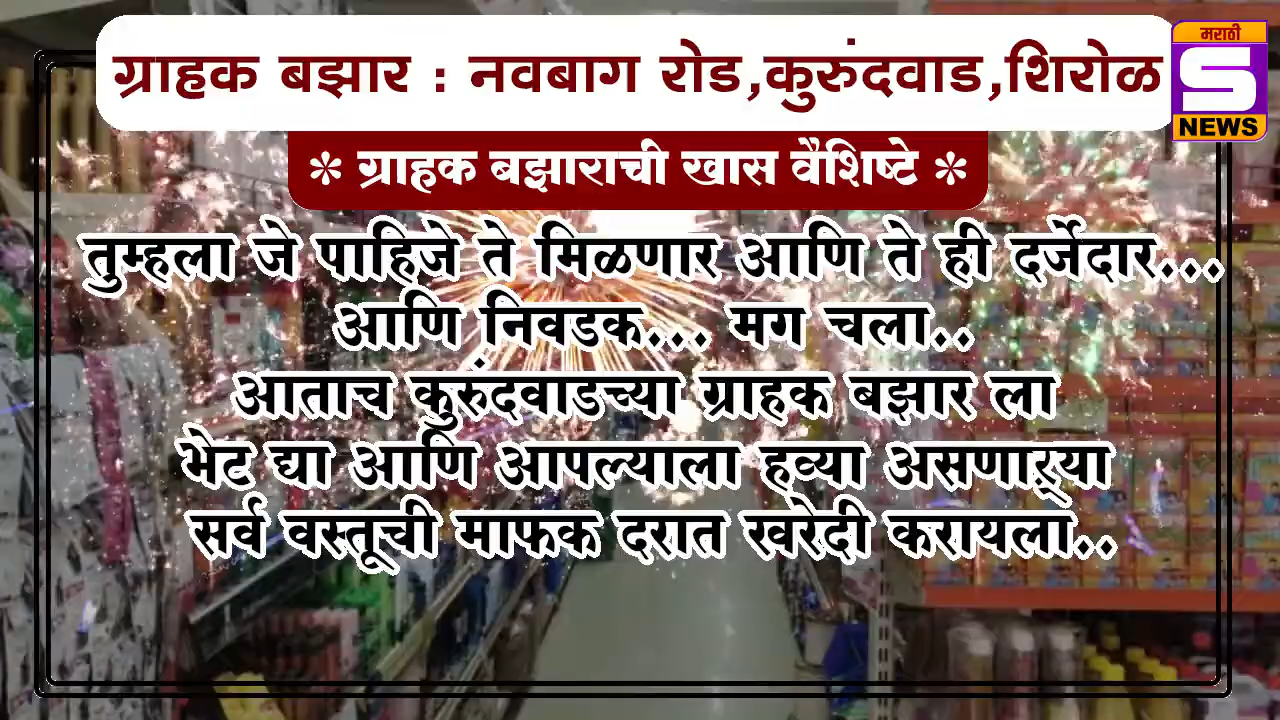 ग्राहक बझार : नवबाग रोड,कुरुंदवाड,शिरोळ
मराठी
S
NEWS
* ग्राहक बझाराची खास वैशिष्टे *
तुम्हला जे पाहिजे ते मिळणार आणि ते ही दर्जेदार...
आणि निवडक... मग चला..
आताच कुरुंदवाडच्या ग्राहक बझार ला
भेट द्या आणि आपल्याला हव्या असणाऱ्या
सर्व वस्तूची माफक दरात खरेदी करायला..